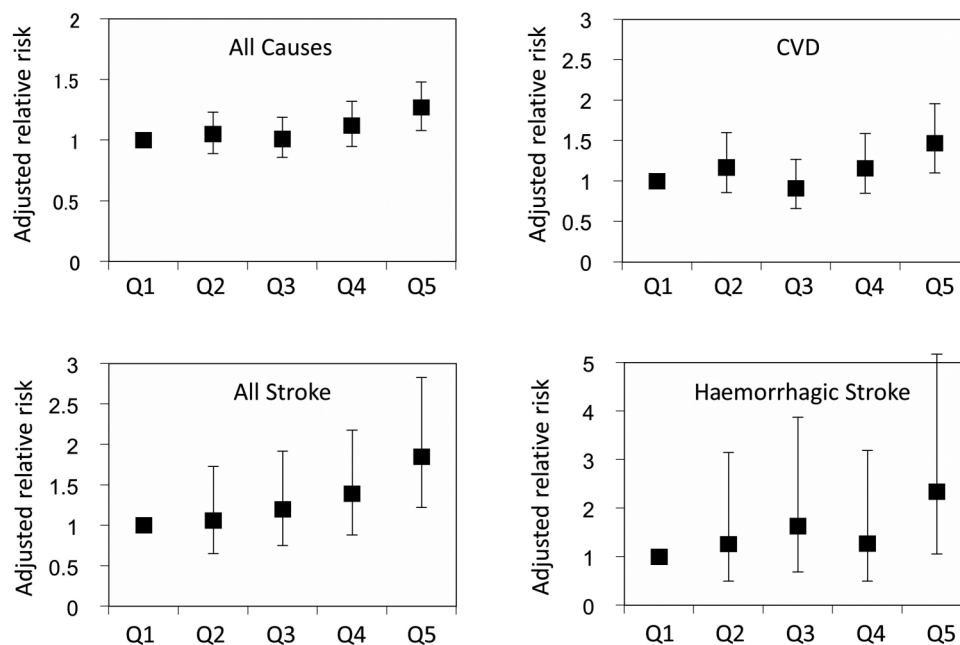 All Causes
Adjusted relative risk
2
1.5
1
0.5
0
Q1 Q2 Q3 Q4 Q5
CVD
Adjusted relative risk
3
2.5
2
1.5
1
0.5
0
Q1 Q2 Q3 Q4 Q5
All Stroke
Adjusted relative risk
3
2.5
2
1.5
1
0.5
0
Q1 Q2 Q3 Q4 Q5
Haemorrhagic Stroke
Adjusted relative risk
5
4
3
2
1
0
Q1 Q2 Q3 Q4 Q5